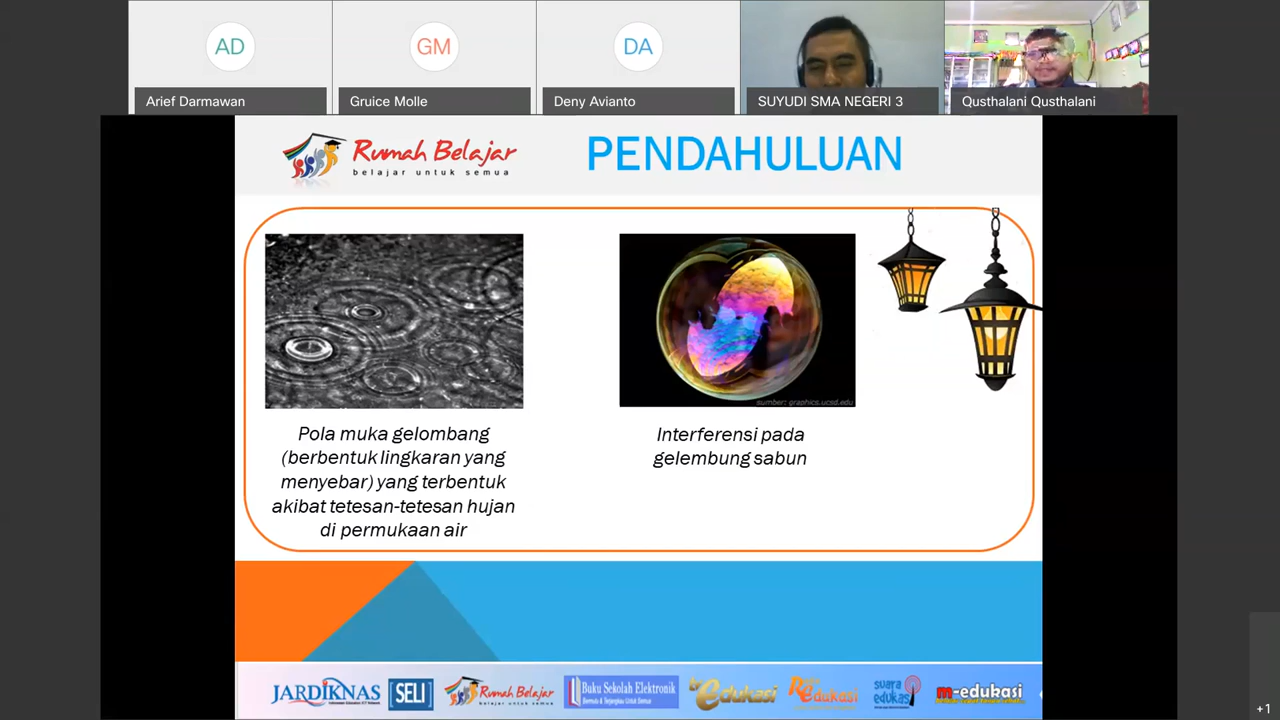 AD
GM
DA
Arief Darmawan
Gruice Molle
Deny Avianto
SUYUDI SMA NEGERI 3
Qusthalani Qusthalani
Rumah Belajar
belajar untuk semua
PENDAHULUAN
sumber: graphics.ucsd.edu
Pola muka gelombang
(berbentuk lingkaran yang
menyebar) yang terbentuk
akibat tetesan-tetesan hujan
di permukaan air
Interferensi pada
gelembung sabun
JARDIKNAS
SELI
Rumah Belajar
Buku Sekolah Elektronik
edukasi
edukasi
suara
edukasi
m-edukasi
+1